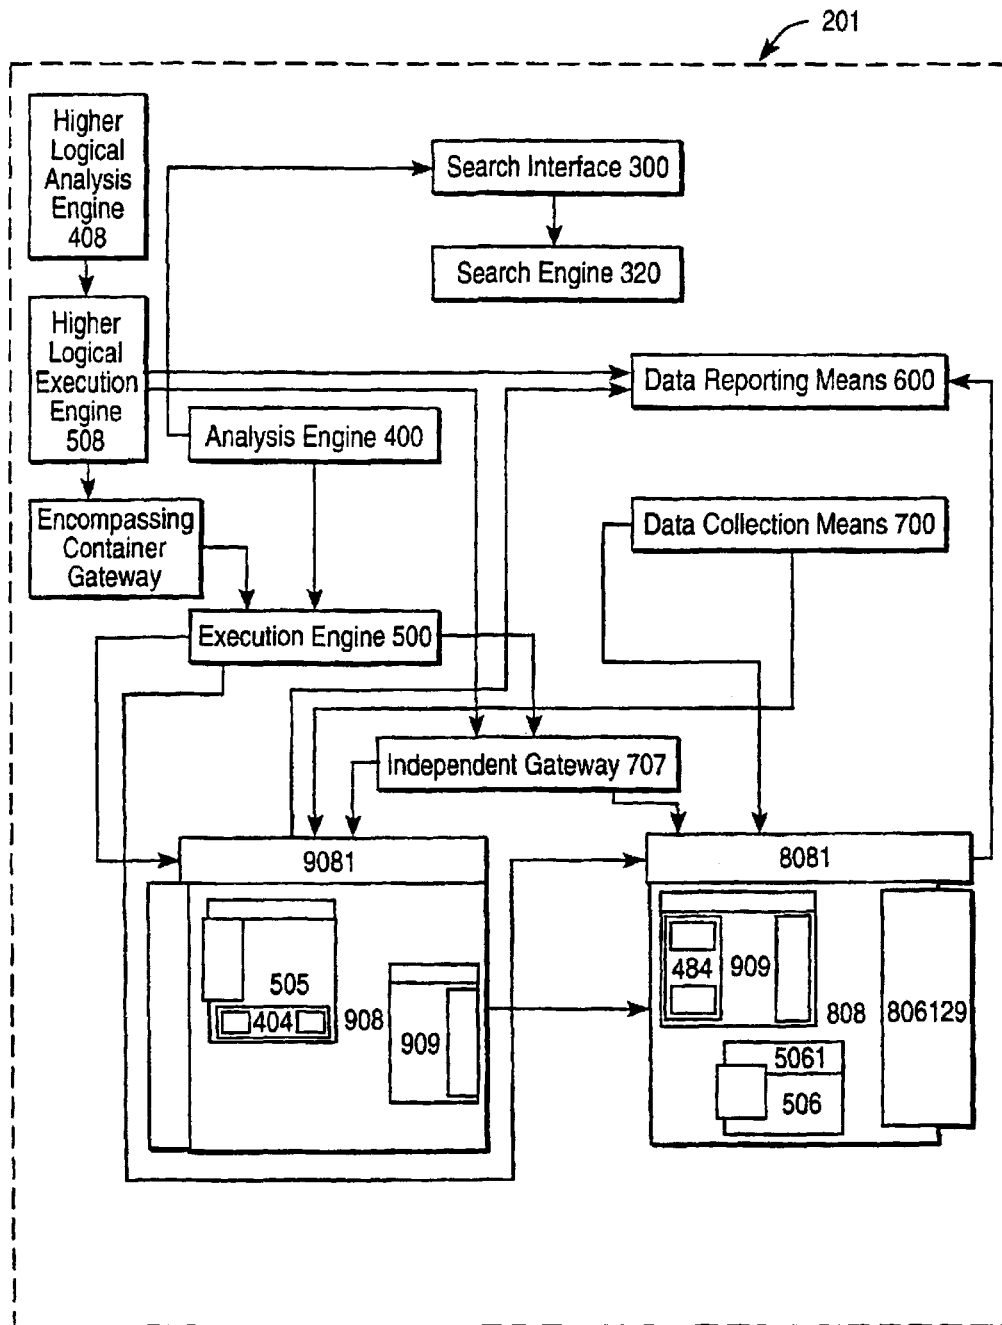 201
Higher
Logical
Analysis
Engine
408
Search Interface 300
Search Engine 320
Higher
Logical
Execution
Engine
508
Data Reporting Means 600
Analysis Engine 400
Encompassing
Container
Gateway
Data Collection Means 700
Execution Engine 500
Independent Gateway 707
9081
8081
505
404
908
909
484
909
808
806129
5061
506